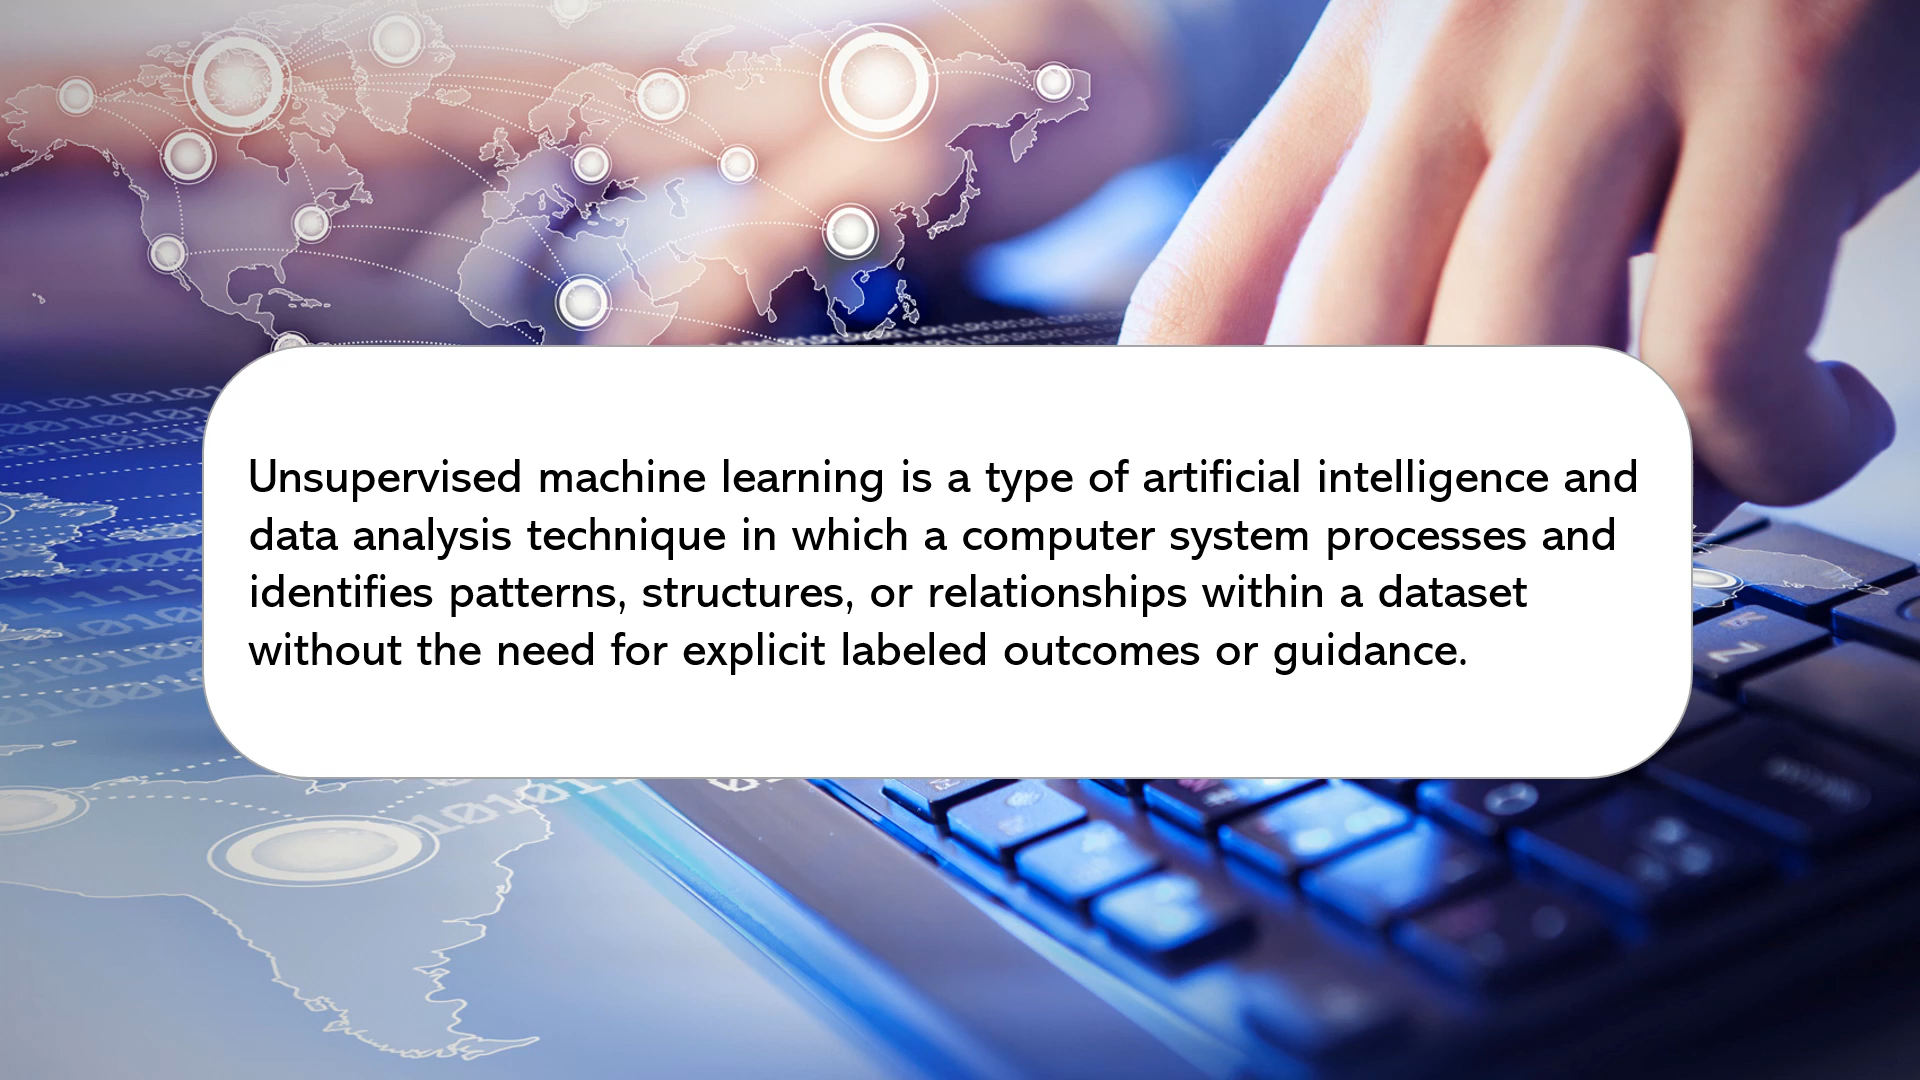 Unsupervised machine learning is a type of artificial intelligence and
data analysis technique in which a computer system processes and
identifies patterns, structures, or relationships within a dataset
without the need for explicit labeled outcomes or guidance.